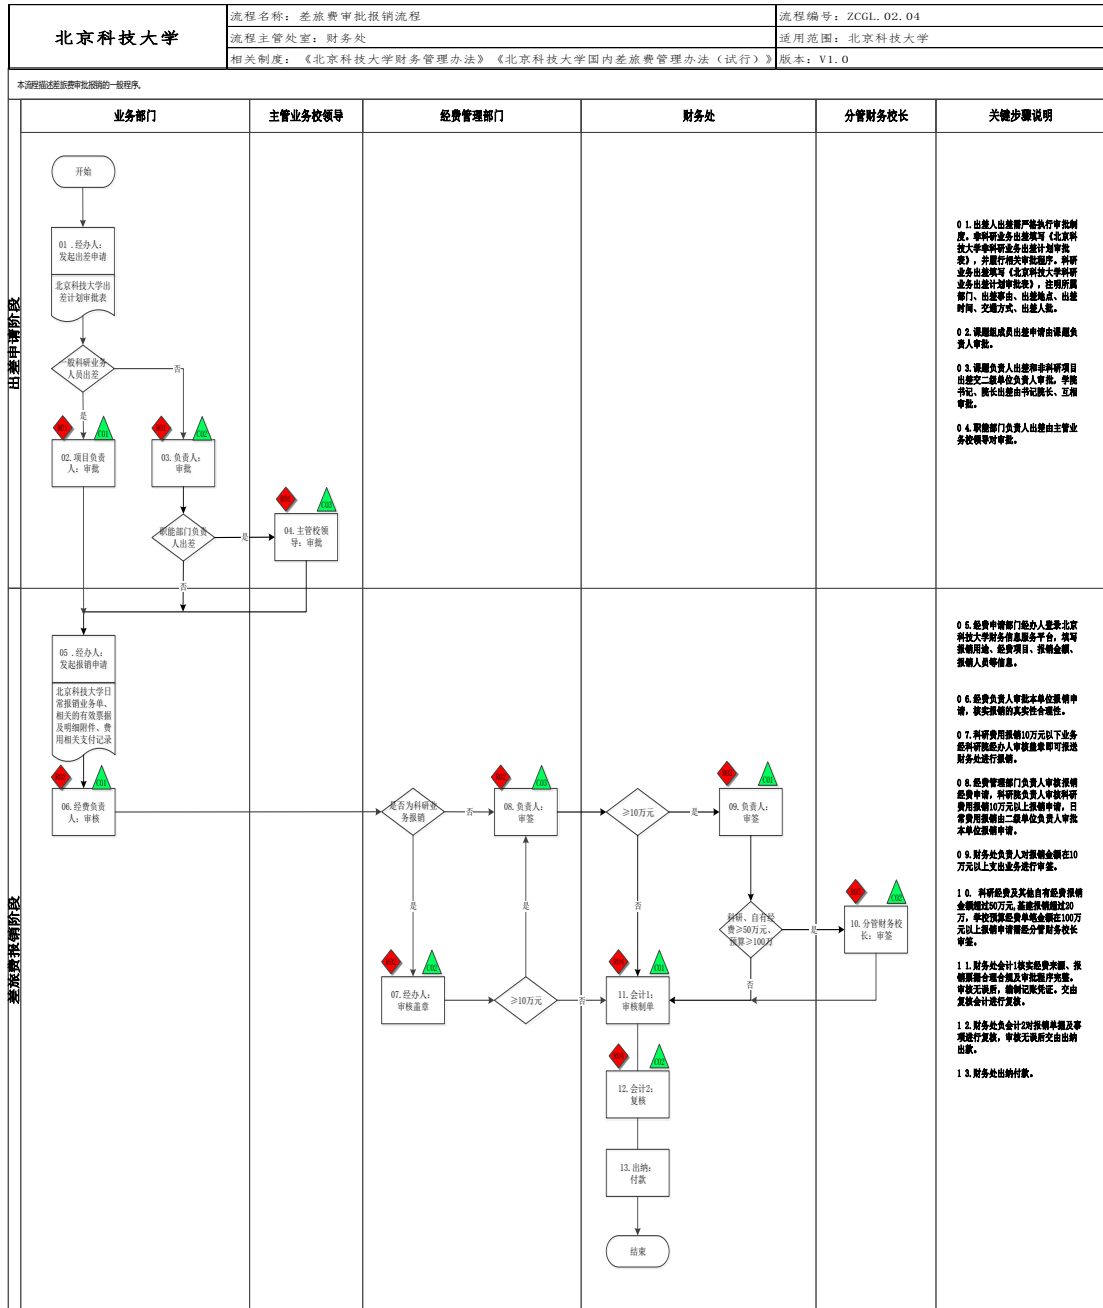 北京科技大学
流程名称：差旅费审批报销流程
流程编号：ZCGL.02.04
流程主管处室：财务处
适用范围：北京科技大学
相关制度：《北京科技大学财务管理办法》《北京科技大学国内差旅费管理办法（试行）》
版本：V1.0
本流程描述差旅费审批报销的一般程序。
业务部门
主管业务校领导
经费管理部门
财务处
分管财务校长
关键步骤说明
出差申请阶段
开始
01.经办人：
发起出差申请
北京科技大学出
差计划审批表
一般科研业务
人员出差
否
是
R01
C01
R01
C02
02.项目负责
人：审批
03.负责人：
审批
职能部门负责
人出差
是
否
R01
C03
04.主管校领
导：审批
01.出差人出差需严格执行审批制
度。非科研业务出差填写《北京科
技大学非科研业务出差计划审批
表》，并履行相关审批程序。科研
业务出差填写《北京科技大学科研
业务出差计划审批表》，注明所属
部门、出差事由、出差地点、出差
时间、交通方式、出差人批。
02.课题组成员出差申请由课题负
责人审批。
03.课题负责人出差和非科研项目
出差交二级单位负责人审批，学院
书记、院长出差由书记院长、互相
审批。
04.职能部门负责人出差由主管业
务校领导对审批。
差旅费报销阶段
05.经办人：
发起报销申请
北京科技大学日
常报销业务单、
相关的有效票据
及明细附件、费
用相关支付记录
R02
C01
06.经费负责
人：审核
是否为科研业
务报销
否
是
R02
C03
08.负责人：
审签
R02
C02
07.经办人：
审核盖章
≥10万元
是
否
≥10万元
是
否
R03
C01
09.负责人：
审签
科研、自有经
费≥50万元、
预算≥100万
是
否
R03
C02
10.分管财务校
长：审签
R04
C01
11.会计1：
审核制单
R04
C02
12.会计2：
复核
13.出纳：
付款
结束
05.经费申请部门经办人登录北京
科技大学财务信息服务平台，填写
报销用途、经费项目、报销金额、
报销人员等信息。
06.经费负责人审批本单位报销申
请，核实报销的真实性合理性。
07.科研费用报销10万元以下业务
经科研院经办人审核盖章即可报送
财务处进行报销。
08.经费管理部门负责人审核报销
经费申请，科研院负责人审核科研
费用报销10万元以上报销申请，日
常费用报销由二级单位负责人审批
本单位报销申请。
09.财务处负责人对报销金额在10
万元以上支出业务进行审签。
10. 科研经费及其他自有经费报销
金额超过50万元,基建报销超过20
万，学校预算经费单笔金额在100万
元以上报销申请需经分管财务校长
审签。
11.财务处会计1核实经费来源、报
销票据合理合规及审批程序完整。
审核无误后，编制记账凭证。交由
复核会计进行复核。
12.财务处负会计2对报销单据及事
项进行复核，审核无误后交由出纳
出款。
13.财务处出纳付款。